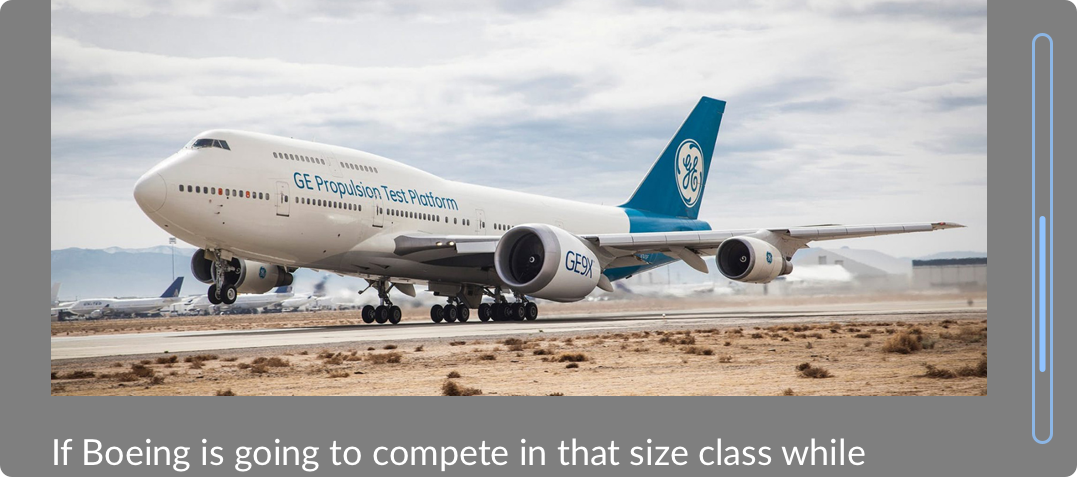 GE Propulsion Test Platform
GE
GE9X
If Boeing is going to compete in that size class while